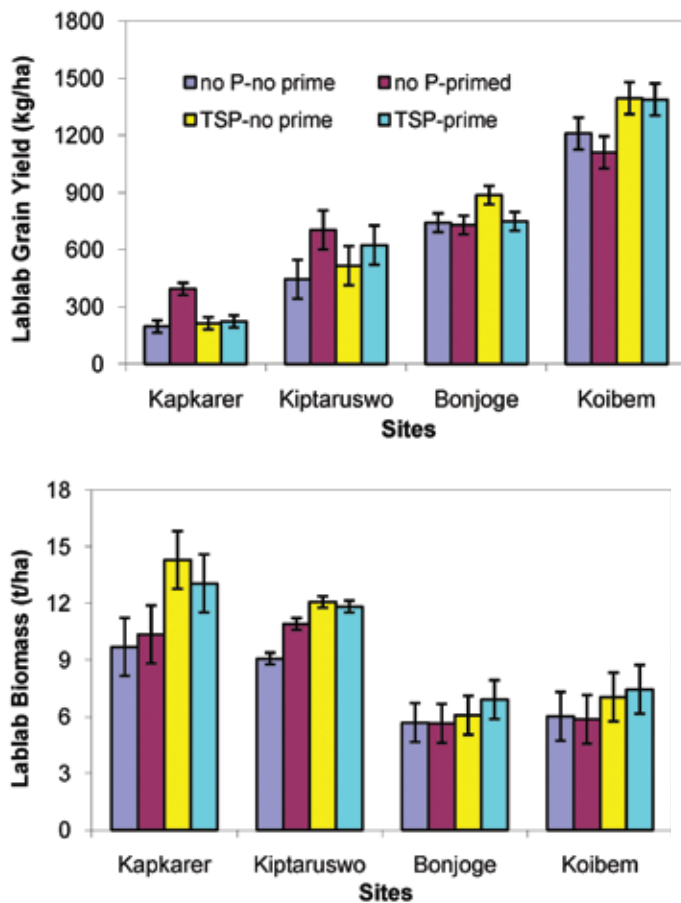 Lablab Grain Yield (kg/ha)
1800
1500
1200
900
600
300
0
no P-no prime
no P-primed
TSP-no prime
TSP-prime
Kapkarer
Kiptaruswo
Bonjoge
Koibem
Sites
Lablab Biomass (t/ha)
18
15
12
9
6
3
0
Kapkarer
Kiptaruswo
Bonjoge
Koibem
Sites